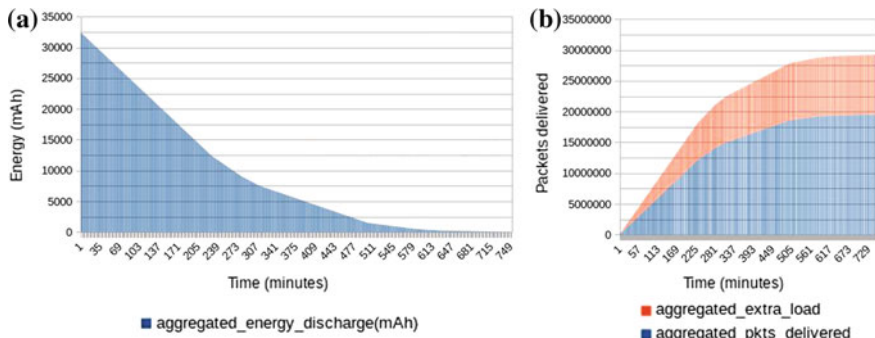 (a)
35000
30000
25000
20000
15000
10000
5000
0
Energy (mAh)
1 35 69 103 137 171 205 239 273 307 341 375 409 443 477 511 545 579 613 647 681 715 749
Time (minutes)
aggregated_energy_discharge(mAh)
(b)
35000000
30000000
25000000
20000000
15000000
10000000
5000000
0
Packets delivered
1 57 113 169 225 281 337 393 449 505 561 617 673 729
Time (minutes)
aggregated_extra_load
aggregated_pkts_delivered